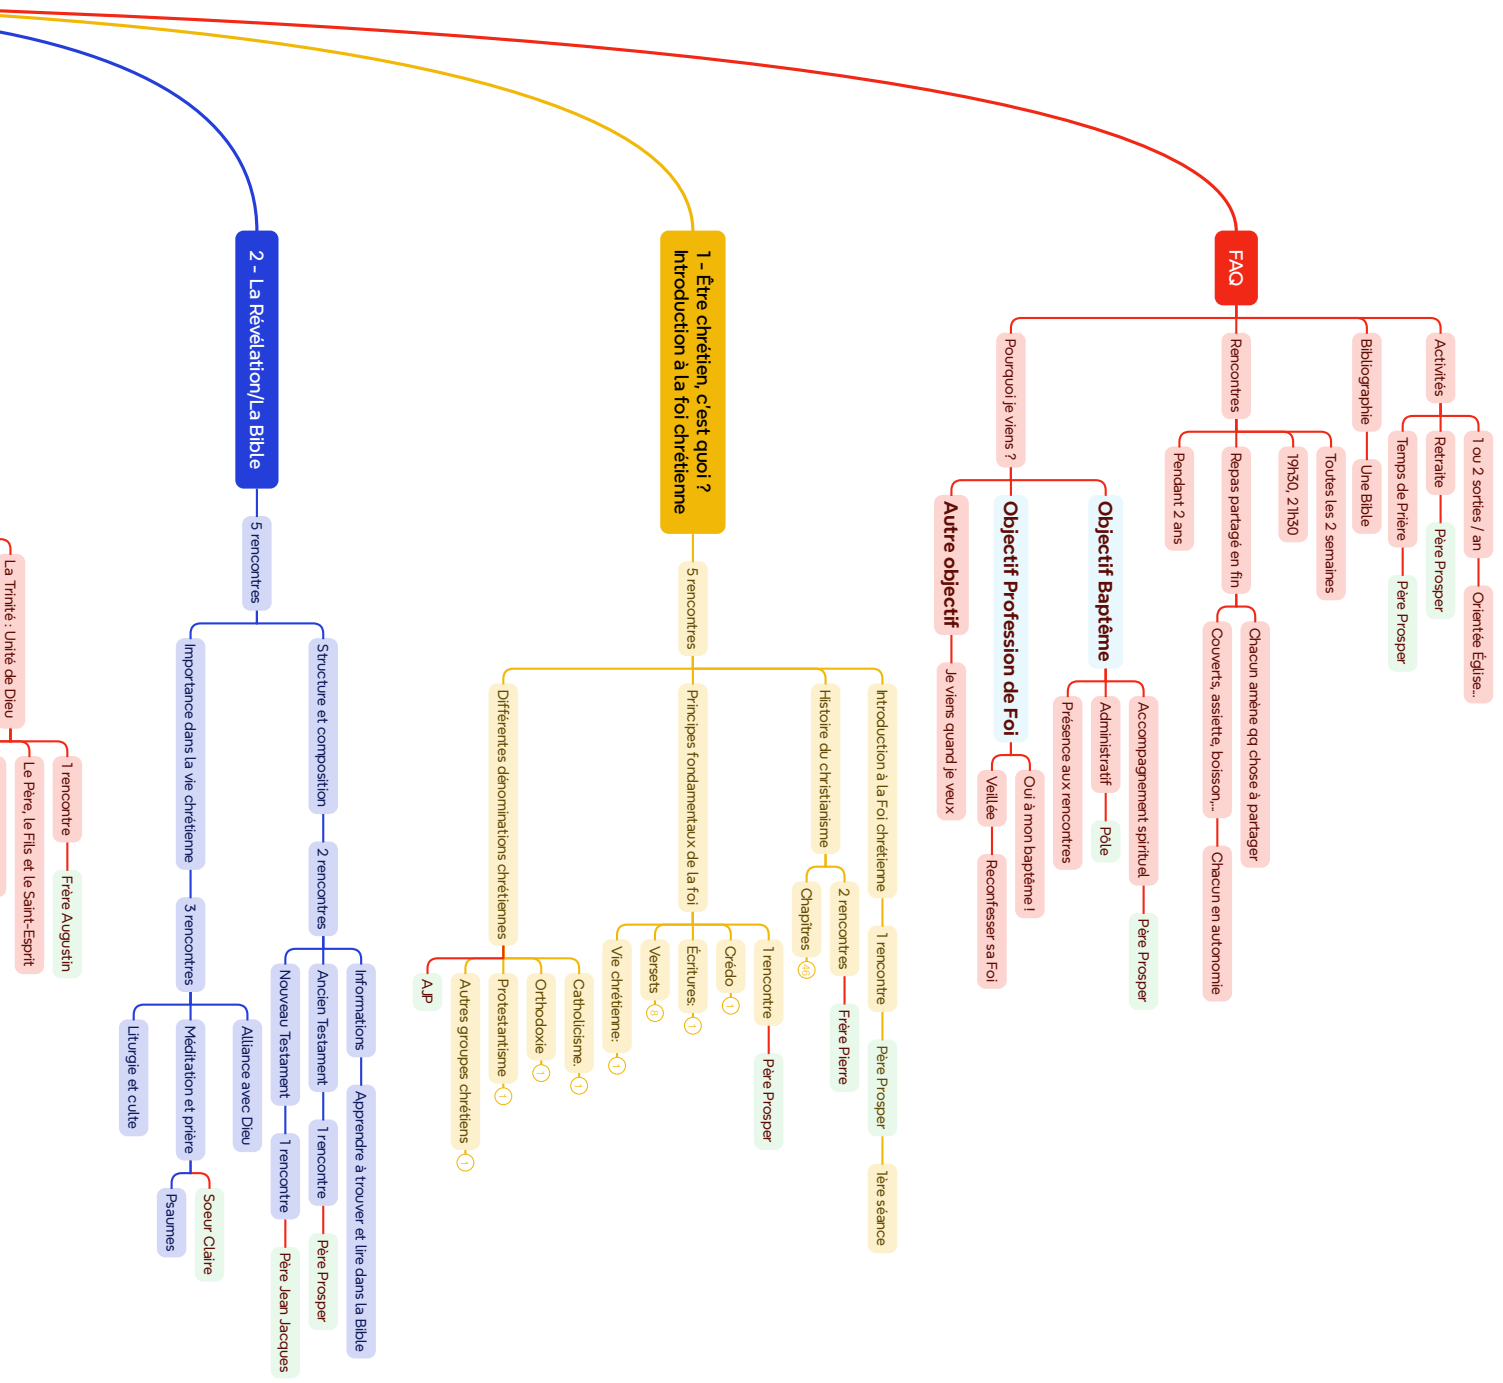 FAQ
Activités
1 ou 2 sorties / an
Orientée Église...
Retraite
Père Prosper
Temps de Prière
Père Prosper
Bibliographie
Une Bible
Rencontres
Toutes les 2 semaines
19h30, 21h30
Repas partagé en fin
Chacun amène qq chose à partager
Couverts, assiette, boisson,..
Chacun en autonomie
Pendant 2 ans
Pourquoi je viens ?
Objectif Baptême
Accompagnement spirituel
Père Prosper
Administratif
Pôle
Présence aux rencontres
Objectif Profession de Foi
Oui à mon baptême !
Veillée
Reconfesser sa Foi
Autre objectif
Je viens quand je veux
1 - Être chrétien, c'est quoi ?
Introduction à la foi chrétienne
5 rencontres
Introduction à la Foi chrétienne
1 rencontre
Père Prosper
1ère séance
Histoire du christianisme
2 rencontres
Frère Pierre
Chapitres
46
Principes fondamentaux de la foi
1 rencontre
Père Prosper
Crédo
1
Écritures:
1
Versets
8
Vie chrétienne:
1
Différentes dénominations chrétiennes
Catholicisme.
1
Orthodoxie
1
Protestantisme
1
Autres groupes chrétiens
1
AJP
2 - La Révélation/La Bible
5 rencontres
Structure et composition
2 rencontres
Informations
Apprendre à trouver et lire dans la Bible
Ancien Testament
1 rencontre
Père Prosper
Nouveau Testament
1 rencontre
Père Jean Jacques
Importance dans la vie chrétienne
3 rencontres
Alliance avec Dieu
Méditation et prière
Soeur Claire
Psaumes
Liturgie et culte
La Trinité : Unité de Dieu
1 rencontre
Frère Augustin
Le Père, le Fils et le Saint-Esprit